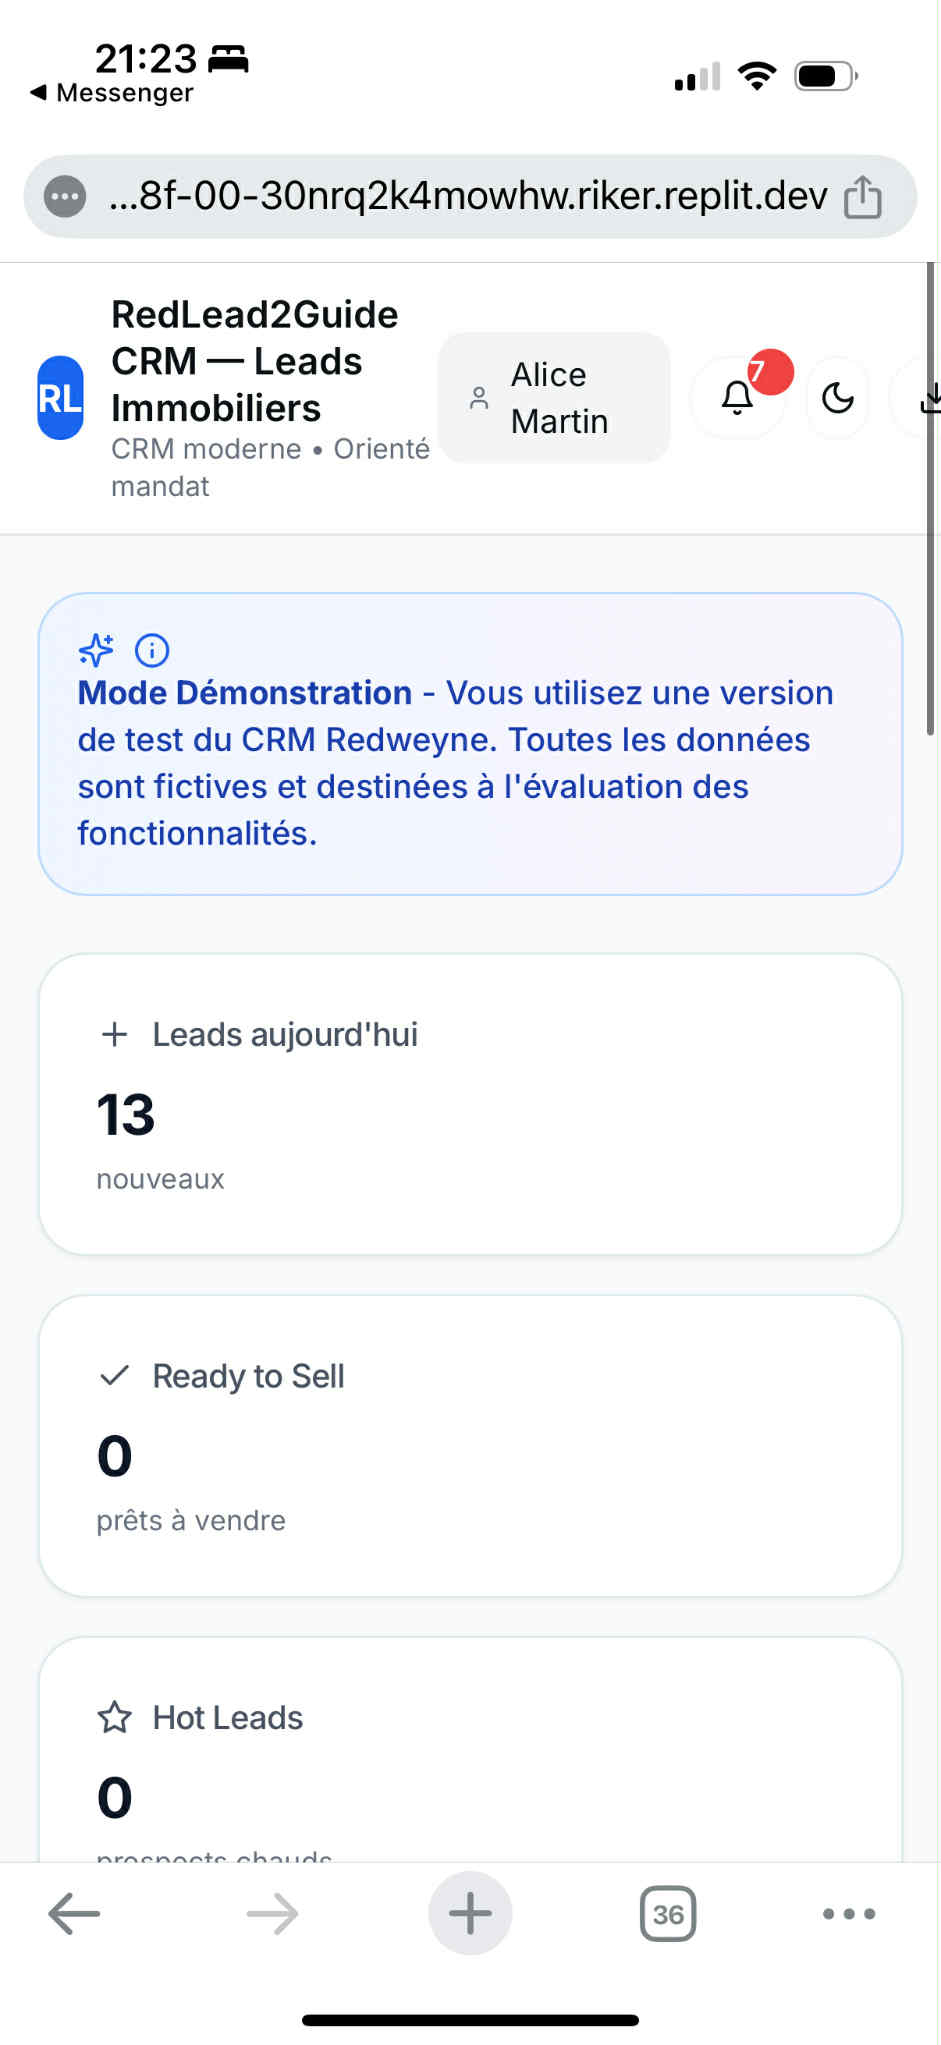 21:23
◀ Messenger
...8f-00-30nrq2k4mowhw.riker.replit.dev
RL
RedLead2Guide
CRM — Leads
Immobiliers
CRM moderne • Orienté
mandat
Alice
Martin
7
Mode Démonstration - Vous utilisez une version
de test du CRM Redweyne. Toutes les données
sont fictives et destinées à l'évaluation des
fonctionnalités.
Leads aujourd'hui
13
nouveaux
Ready to Sell
0
prêts à vendre
Hot Leads
0
prospects chauds
36